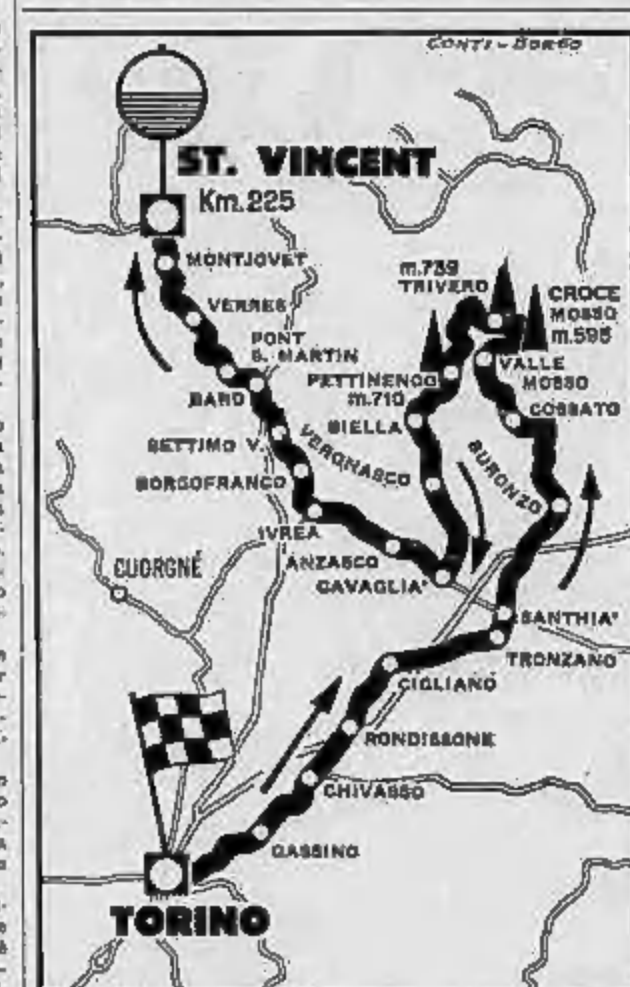 CONTI-BORGO
ST. VINCENT
Km. 225
MONTJOVET
VERRES
PONT
S. MARTIN
BARD
SETTIMO V.
BORGOFRANCO
IVREA
ANZASCO
CAVAGLIA'
VERGNASCO
BIELLA
PETTINENGO
m.710
m.739
TRIVERO
CROCE
MOSSO
m.595
VALLE
MOSSO
COSSATO
BURONZO
SANTHIA'
TRONZANO
CIGLIANO
RONDISSONE
CHIVASSO
GASSINO
CUORGNÉ
TORINO